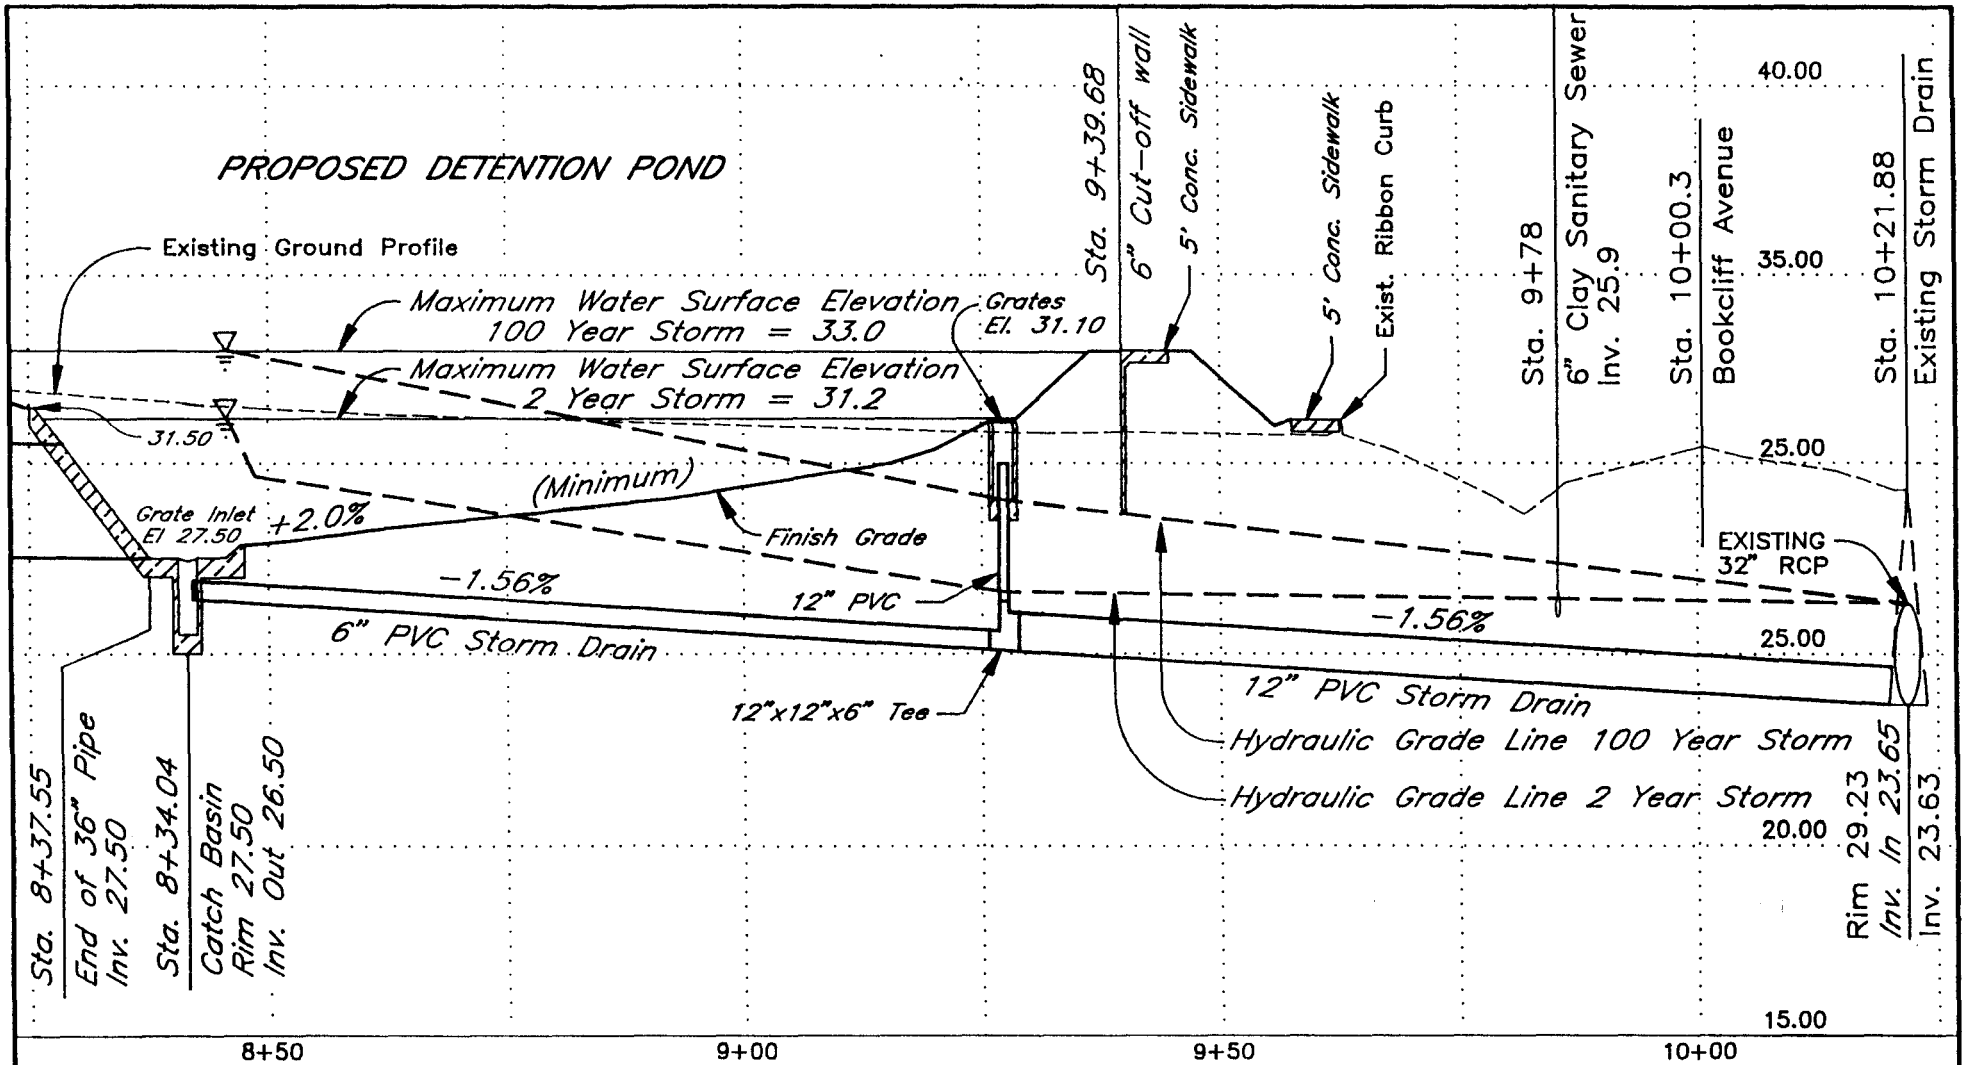 PROPOSED DETENTION POND
Existing Ground Profile
Maximum Water Surface Elevation
100 Year Storm = 33.0
Maximum Water Surface Elevation
2 Year Storm = 31.2
Grates
El. 31.10
Sta. 9+39.68
6" Cut-off wall
5' Conc. Sidewalk
5' Conc. Sidewalk
Exist. Ribbon Curb
Sta. 9+78
6" Clay Sanitary Sewer
Inv. 25.9
Sta. 10+00.3
Bookcliff Avenue
Sta. 10+21.88
Existing Storm Drain
40.00
35.00
25.00
25.00
20.00
15.00
31.50
Grate Inlet
El 27.50
+2.0%
(Minimum)
Finish Grade
-1.56%
6" PVC Storm Drain
12" PVC
12"x12"x6" Tee
-1.56%
12" PVC Storm Drain
EXISTING
32" RCP
Hydraulic Grade Line 100 Year Storm
Hydraulic Grade Line 2 Year Storm
Sta. 8+37.55
End of 36" Pipe
Inv. 27.50
Sta. 8+34.04
Catch Basin
Rim 27.50
Inv. Out 26.50
Rim 29.23
Inv. In 23.65
Inv. 23.63
8+50
9+00
9+50
10+00